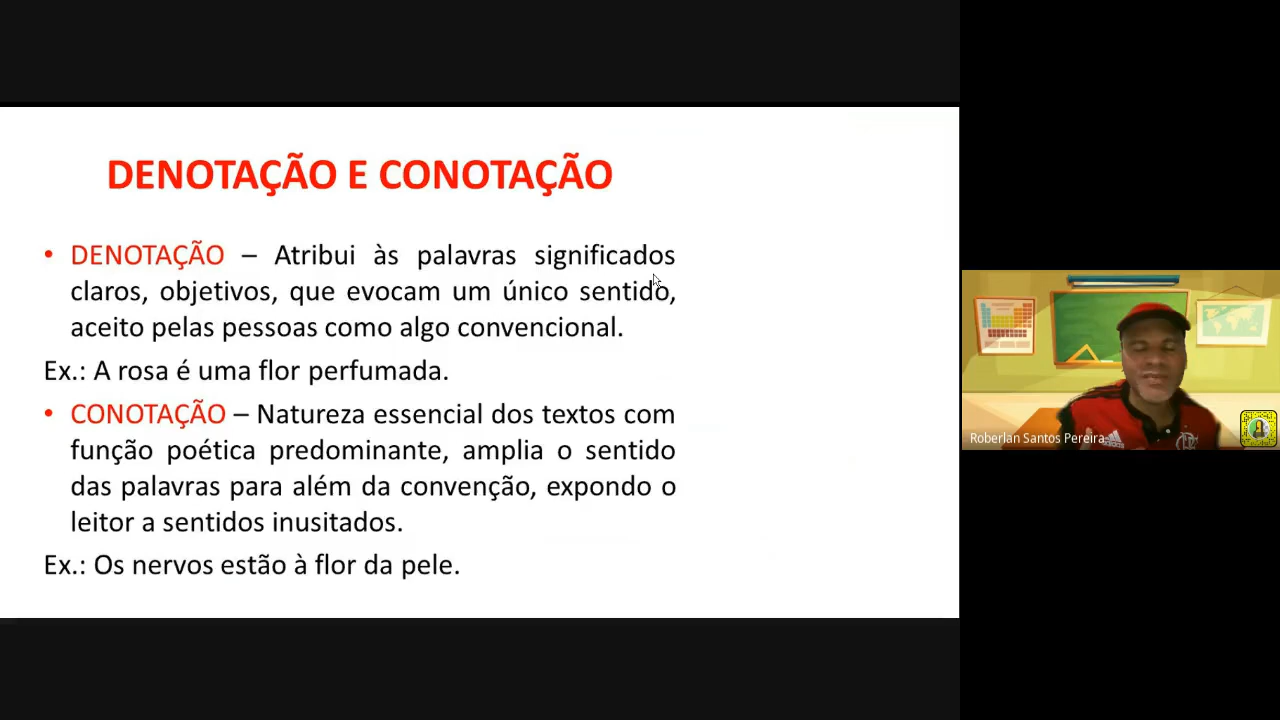 DENOTAÇÃO E CONOTAÇÃO
• DENOTAÇÃO – Atribui às palavras significados
claros, objetivos, que evocam um único sentido,
aceito pelas pessoas como algo convencional.
Ex.: A rosa é uma flor perfumada.
• CONOTAÇÃO – Natureza essencial dos textos com
função poética predominante, amplia o sentido
das palavras para além da convenção, expondo o
leitor a sentidos inusitados.
Ex.: Os nervos estão à flor da pele.
Roberlan Santos Pereira